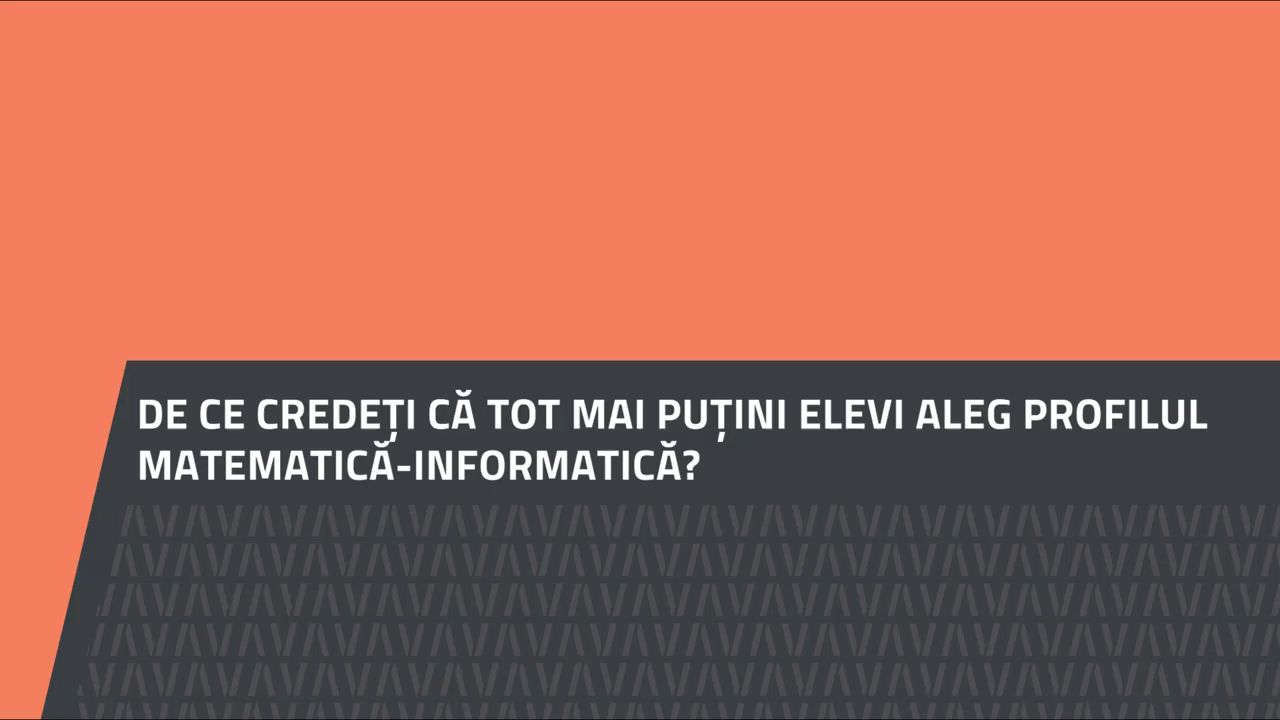 DE CE CREDEȚI CĂ TOT MAI PUȚINI ELEVI ALEG PROFILUL
MATEMATICĂ-INFORMATICĂ?